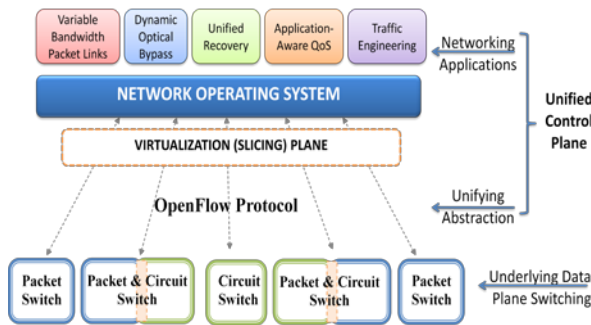 Variable
Bandwidth
Packet Links
Dynamic
Optical
Bypass
Unified
Recovery
Application-
Aware QoS
Traffic
Engineering
Networking
Applications
NETWORK OPERATING SYSTEM
Unified
Control
Plane
VIRTUALIZATION (SLICING) PLANE
OpenFlow Protocol
Unifying
Abstraction
Packet
Switch
Packet & Circuit
Switch
Circuit
Switch
Packet & Circuit
Switch
Packet
Switch
Underlying Data
Plane Switching